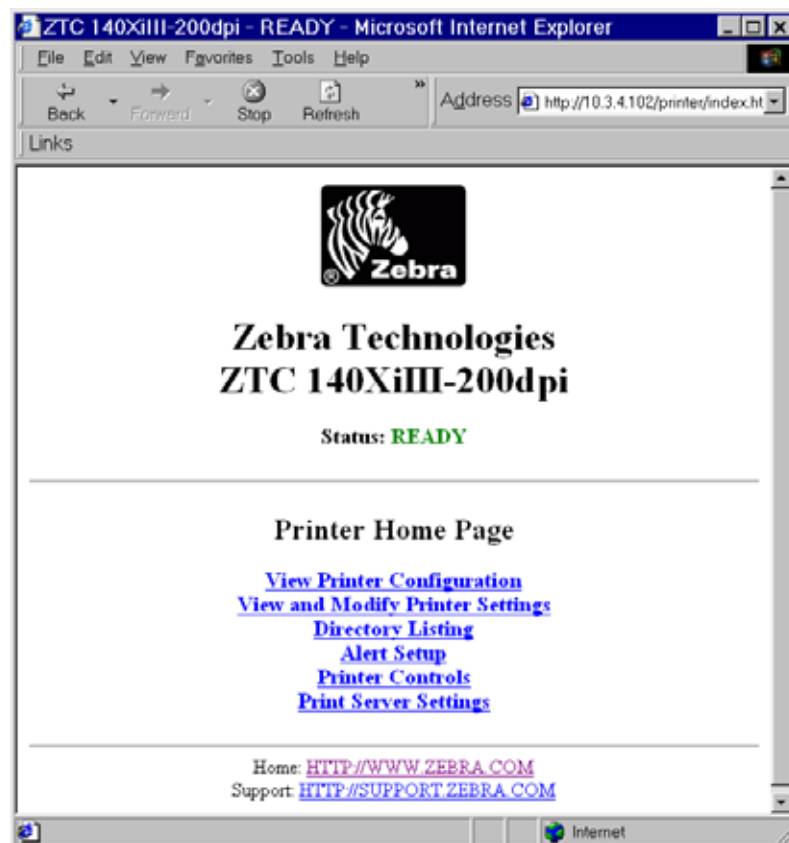 ZTC 140XiIII-200dpi - READY - Microsoft Internet Explorer
File Edit View Favorites Tools Help
Back Forward Stop Refresh » Address http://10.3.4.102/printer/index.ht
Links
® Zebra
Zebra Technologies
ZTC 140XiIII-200dpi
Status: READY
Printer Home Page
View Printer Configuration
View and Modify Printer Settings
Directory Listing
Alert Setup
Printer Controls
Print Server Settings
Home: HTTP://WWW.ZEBRA.COM
Support: HTTP://SUPPORT.ZEBRA.COM
Internet